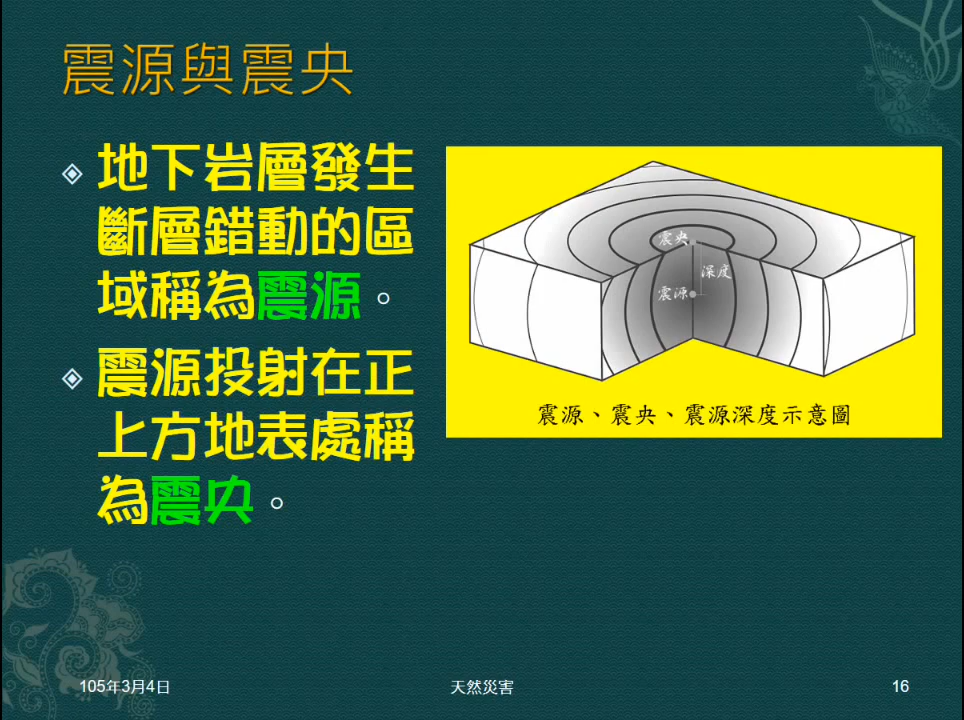 震源與震央
地下岩層發生
斷層錯動的區
域稱為震源。
震源投射在正
上方地表處稱
為震央。
震央
深度
震源
震源、震央、震源深度示意圖
105年3月4日
天然災害
16